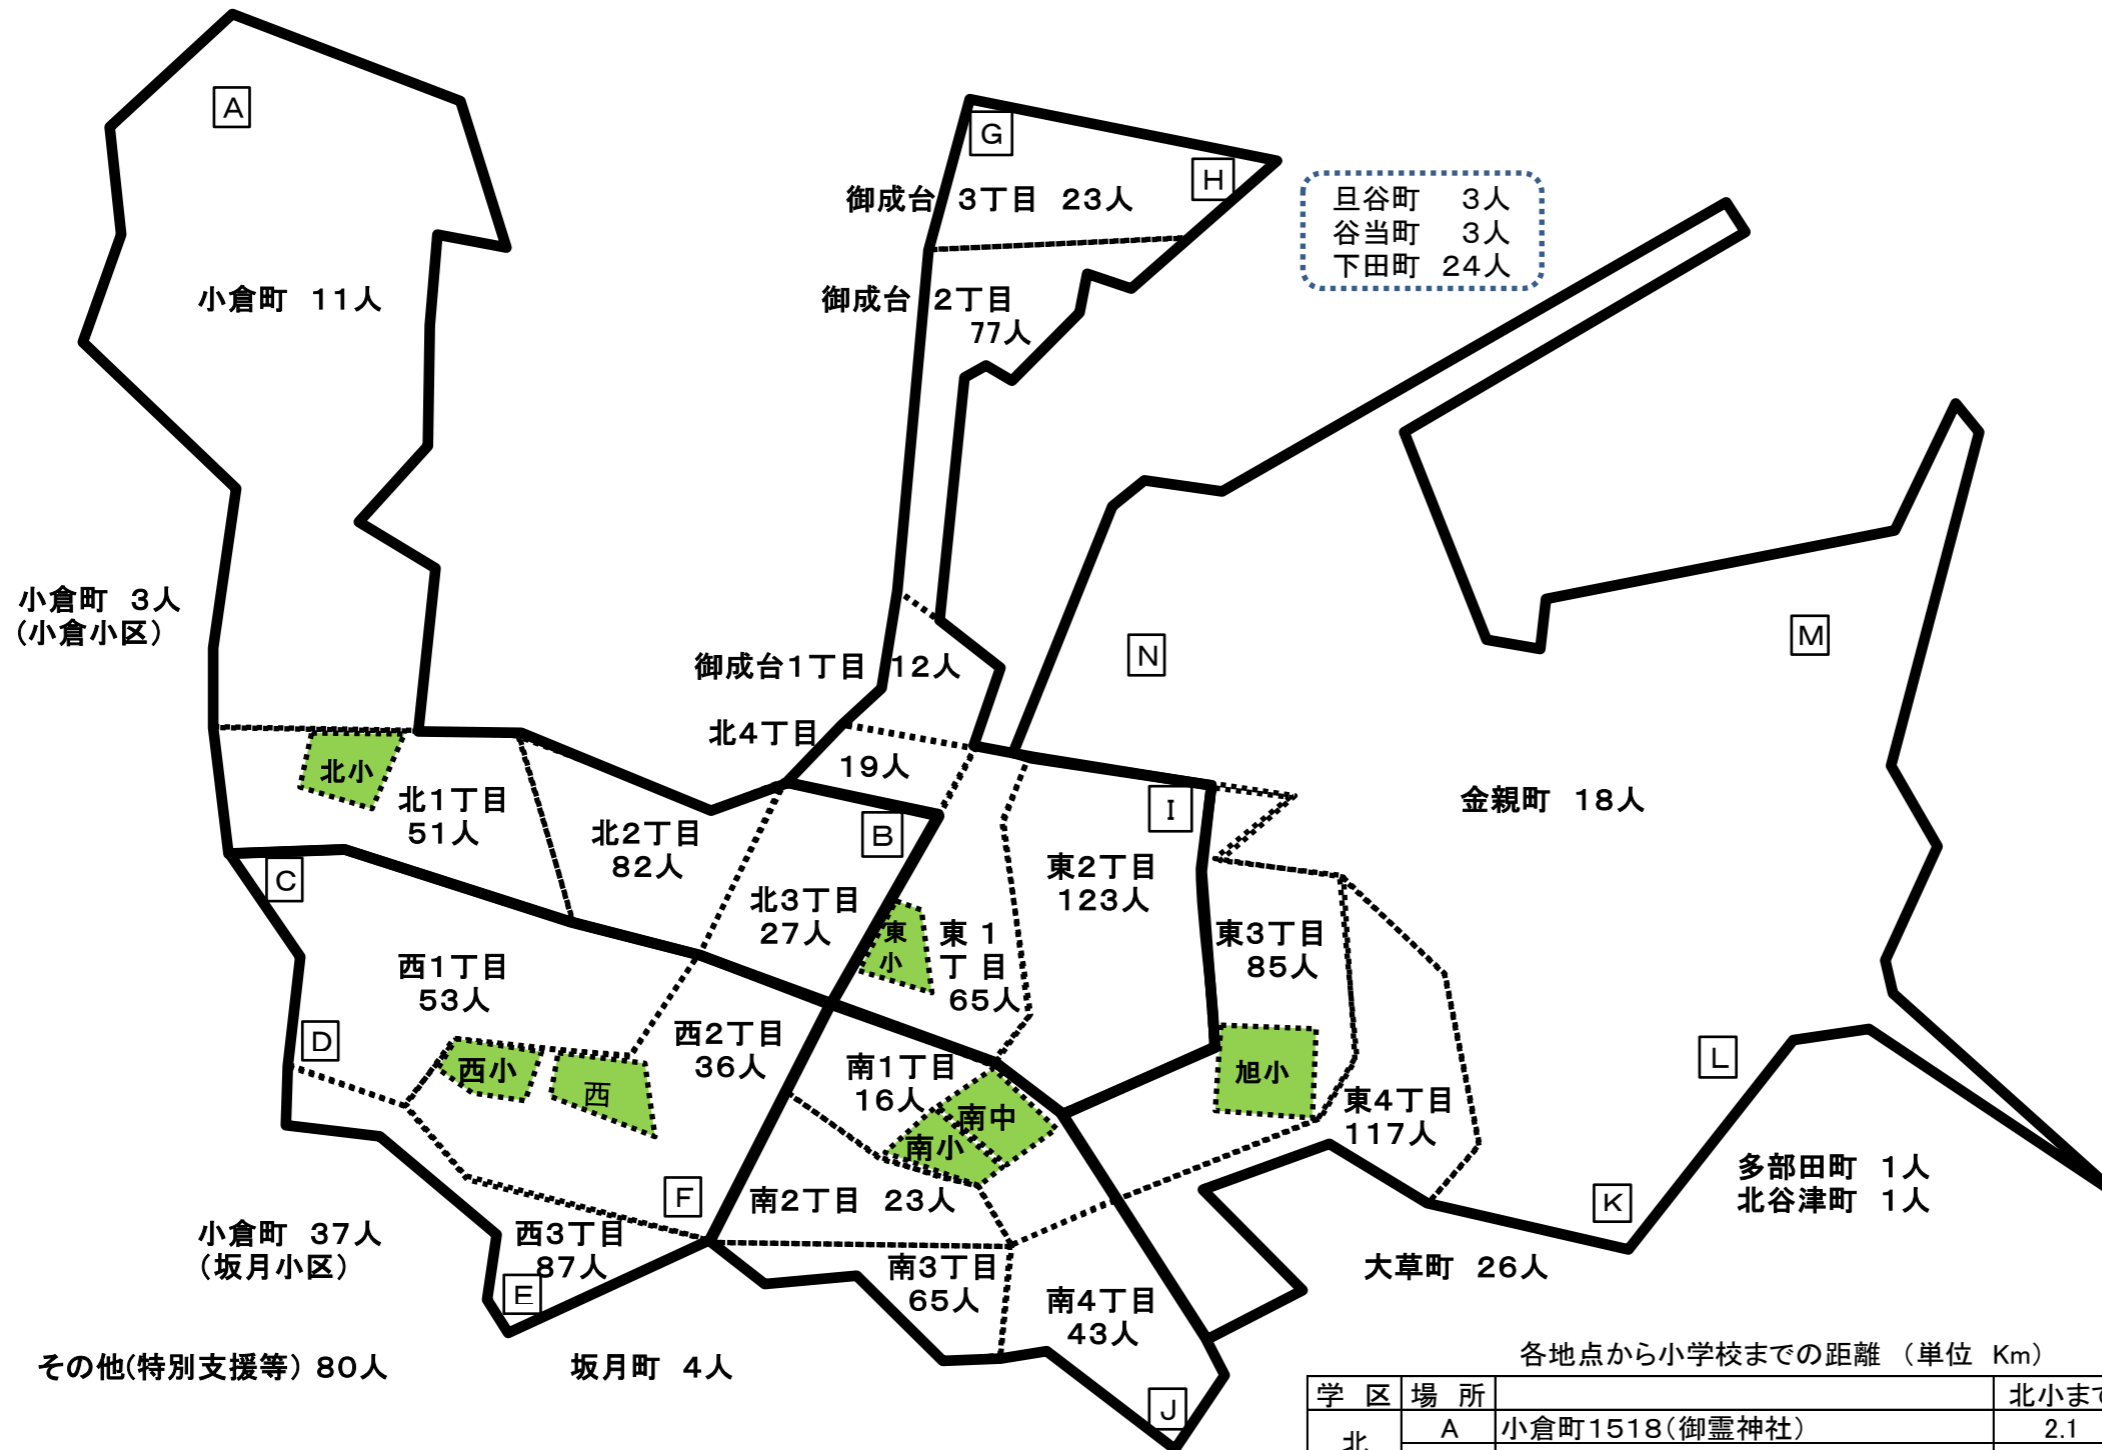 A
G
H
御成台 3丁目 23人
旦谷町 3人
谷当町 3人
下田町 24人
小倉町 11人
御成台 2丁目
77人
小倉町 3人
(小倉小区)
御成台1丁目 12人
N
M
北4丁目
19人
北小
北1丁目
51人
北2丁目
82人
B
I
金親町 18人
C
北3丁目
27人
東2丁目
123人
東
小
東 1
丁 目
65人
東3丁目
85人
西1丁目
53人
D
西2丁目
36人
西小
西
南1丁目
16人
南中
南小
旭小
東4丁目
117人
L
多部田町 1人
北谷津町 1人
F
南2丁目 23人
K
小倉町 37人
(坂月小区)
西3丁目
87人
E
南3丁目
65人
南4丁目
43人
大草町 26人
その他(特別支援等) 80人
坂月町 4人
J
各地点から小学校までの距離 (単位 Km)
学 区 場 所 北小まで
北 A 小倉町1518(御霊神社) 2.1